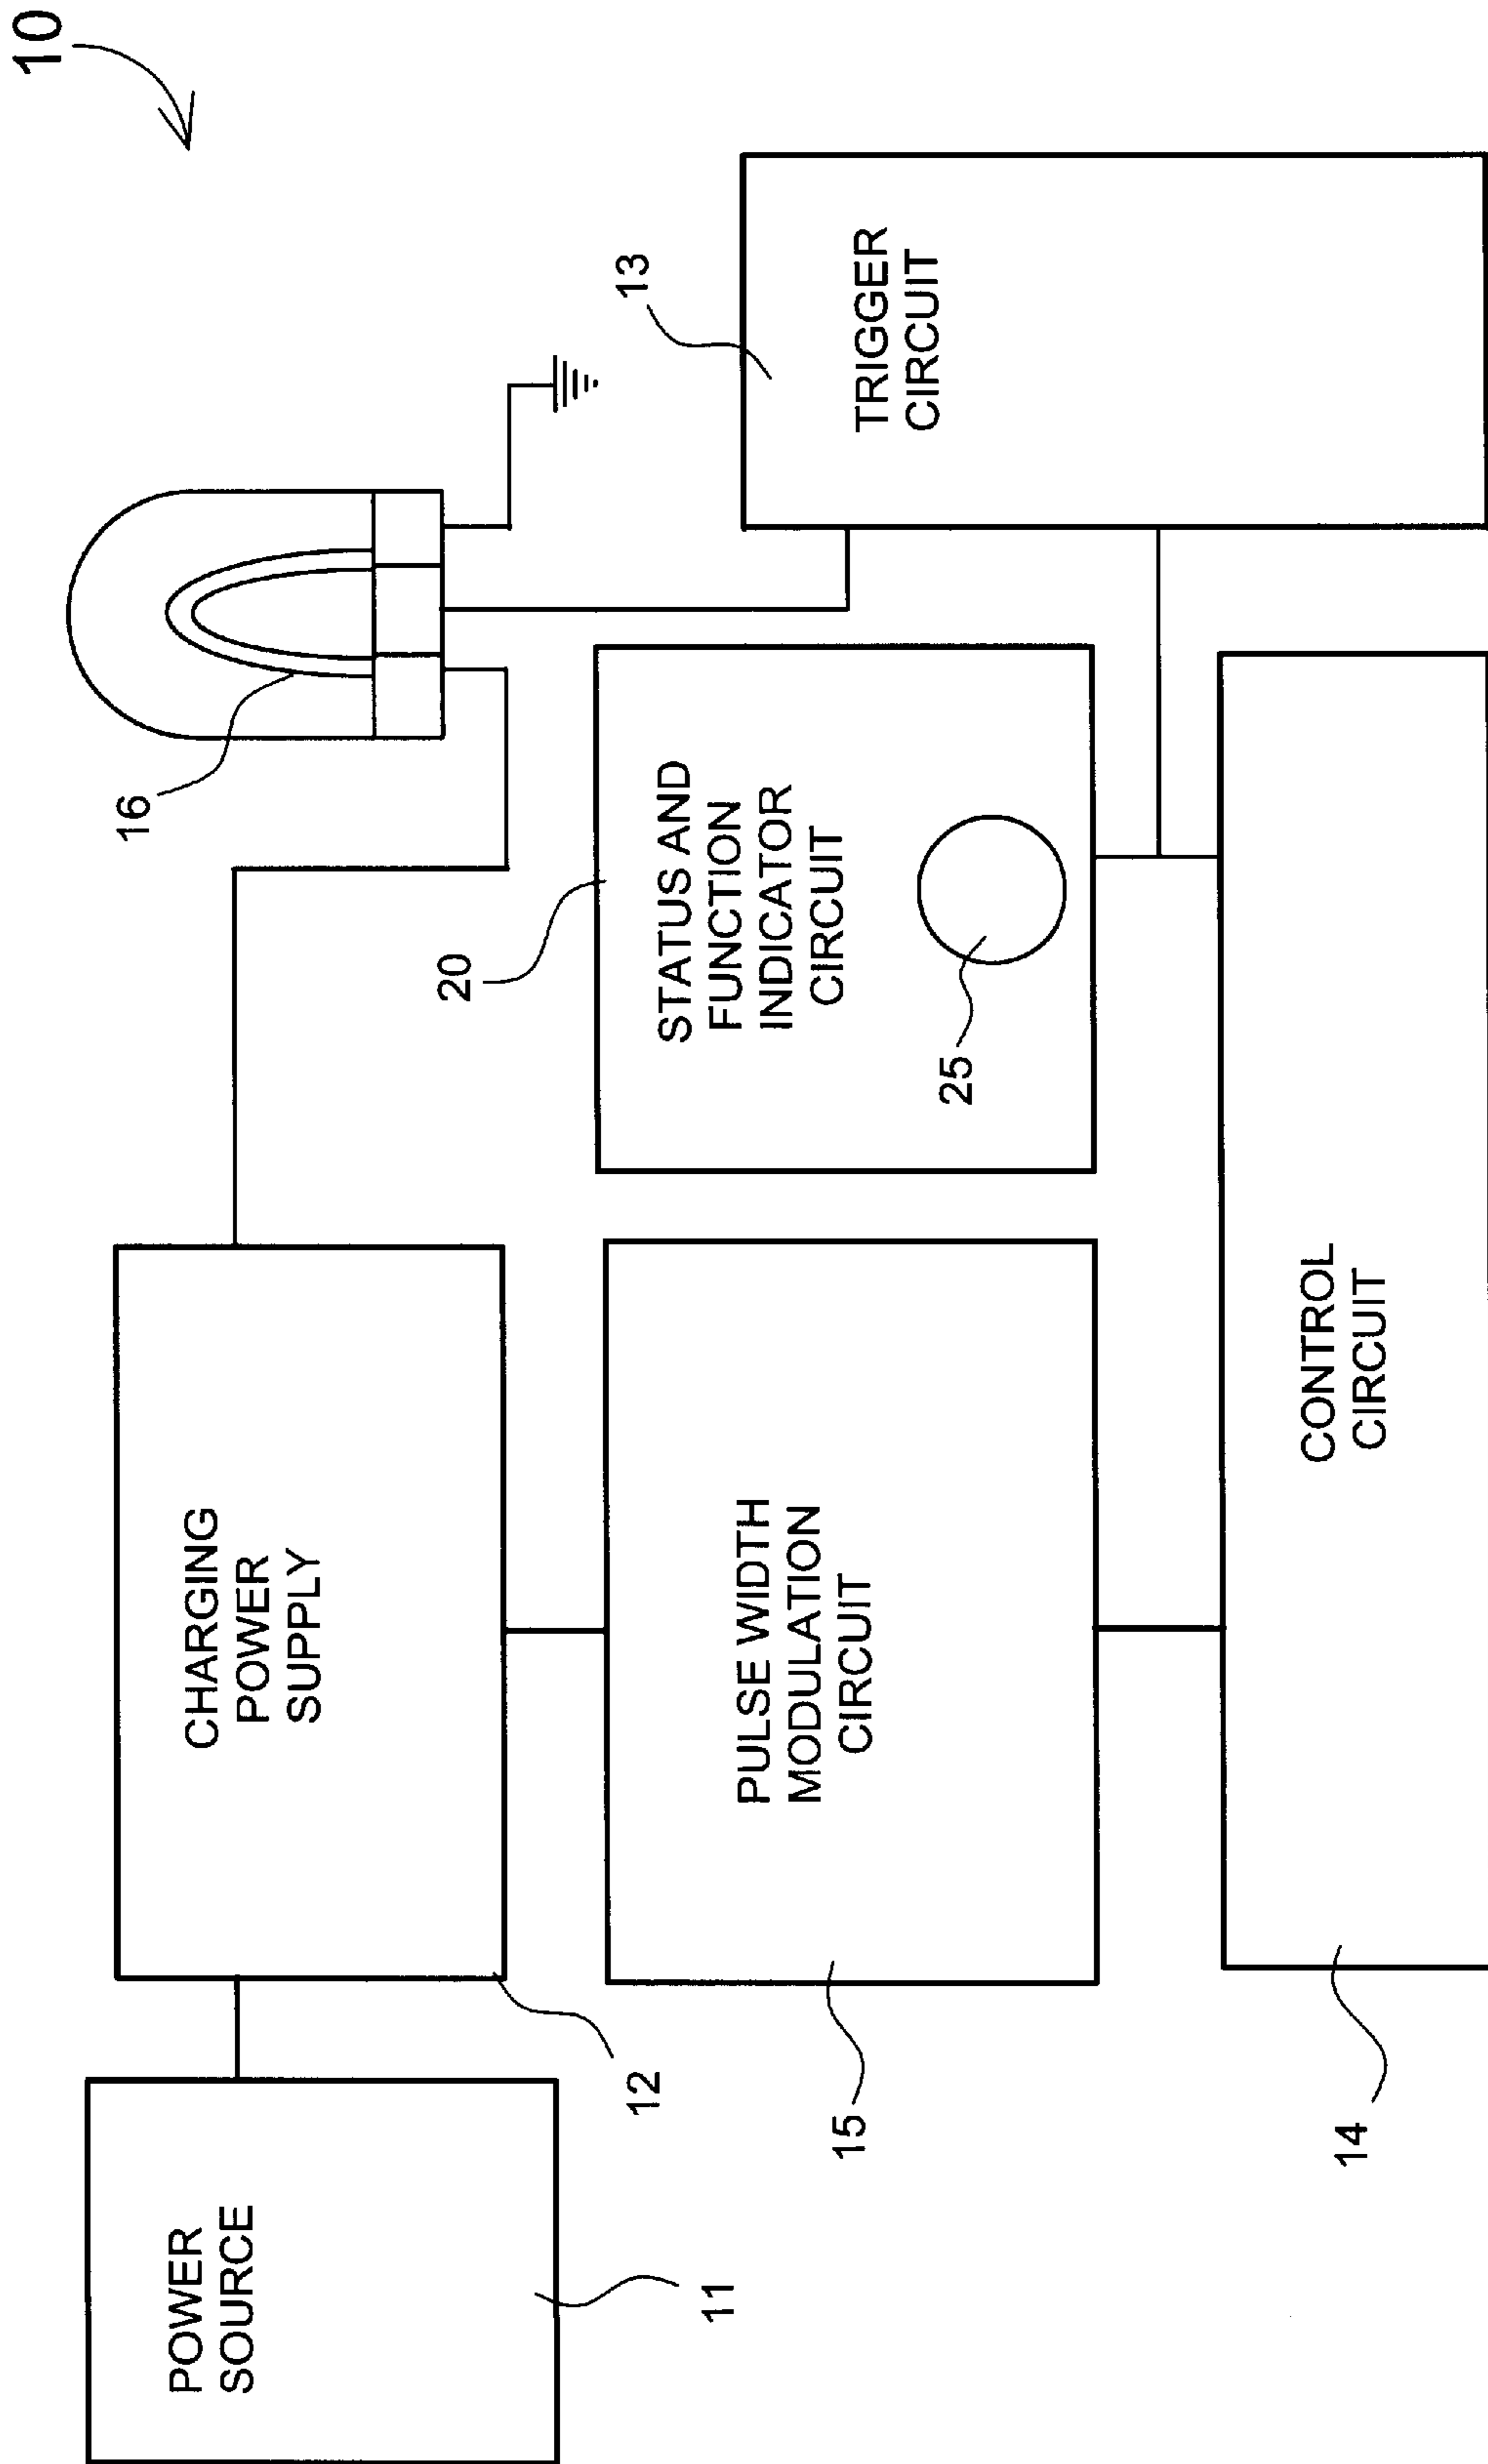 10
16
13
20
25
12
15
11
14
POWER
SOURCE
CHARGING
POWER
SUPPLY
PULSE WIDTH
MODULATION
CIRCUIT
STATUS AND
FUNCTION
INDICATOR
CIRCUIT
TRIGGER
CIRCUIT
CONTROL
CIRCUIT